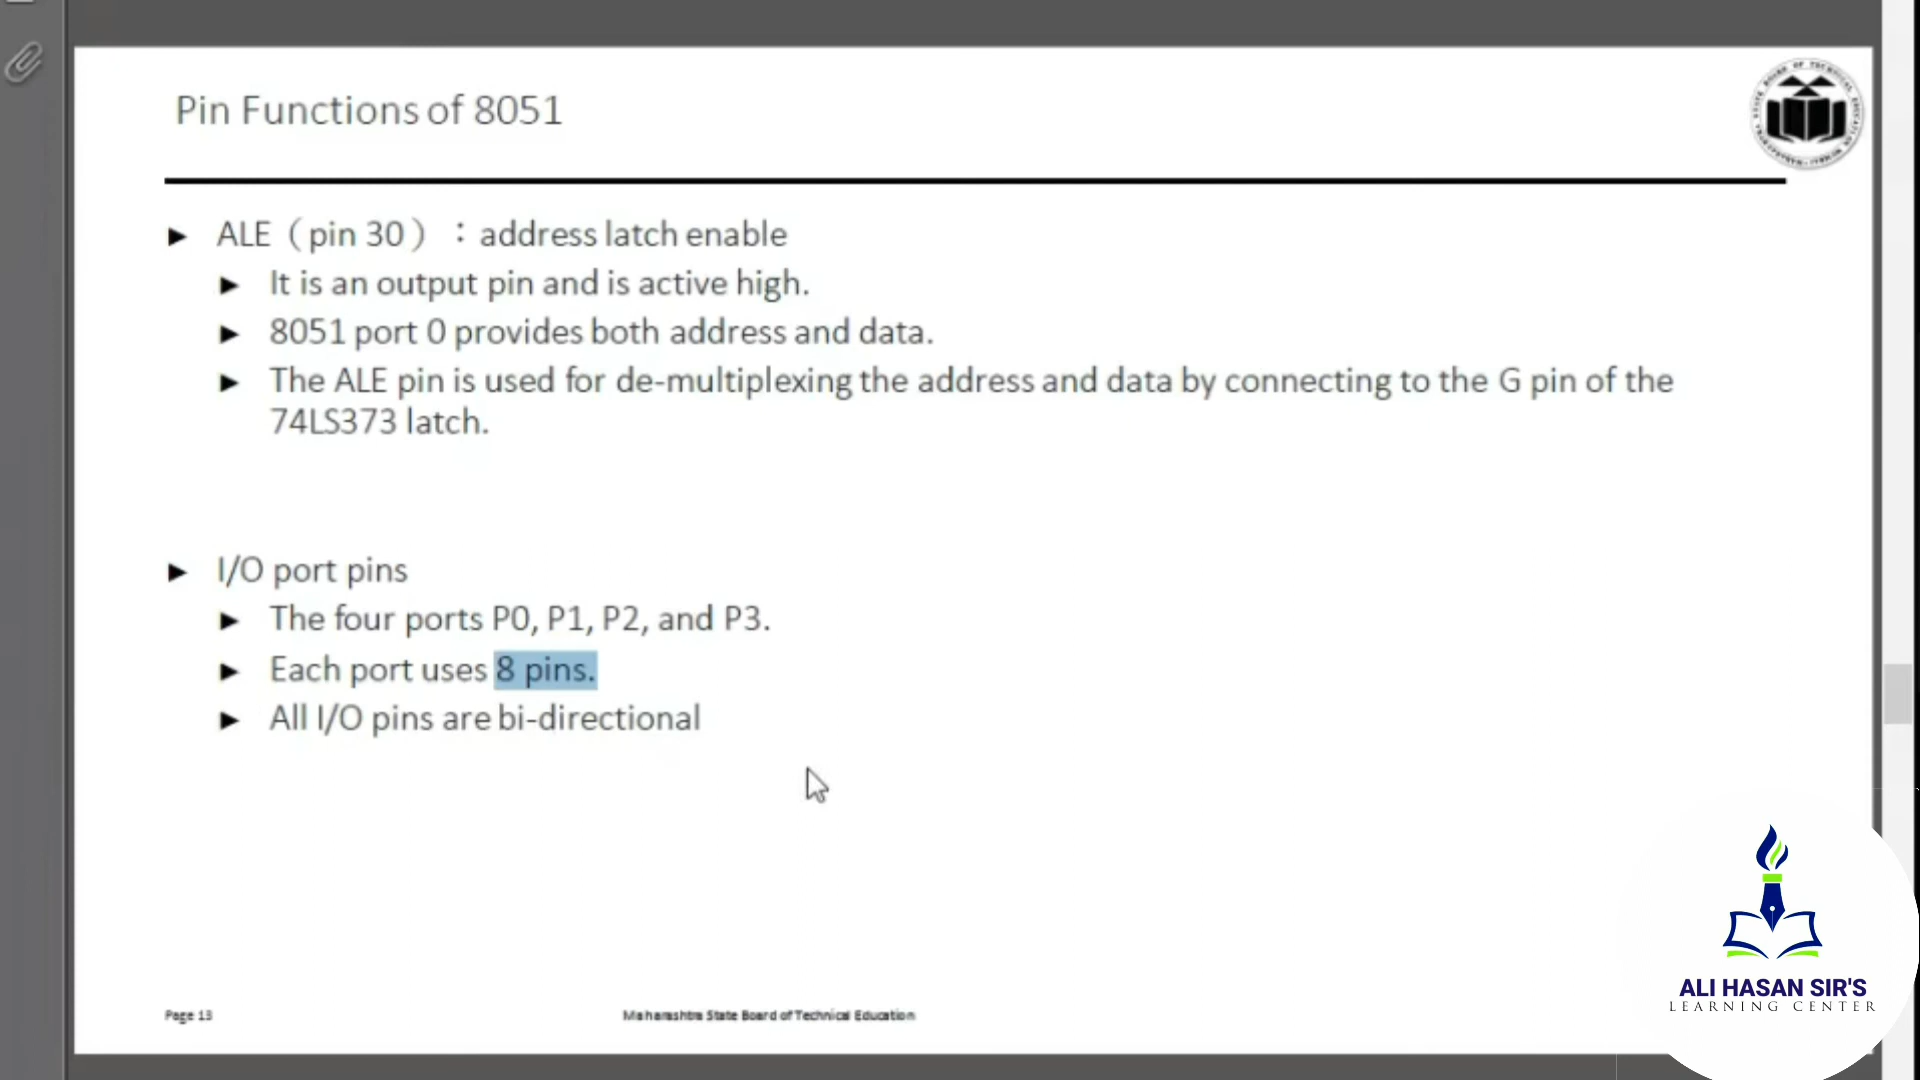 Pin Functions of 8051
► ALE ( pin 30 ) : address latch enable
► It is an output pin and is active high.
► 8051 port 0 provides both address and data.
► The ALE pin is used for de-multiplexing the address and data by connecting to the G pin of the
74LS373 latch.
► I/O port pins
► The four ports P0, P1, P2, and P3.
► Each port uses 8 pins.
► All I/O pins are bi-directional
Page 13
Maharashtra State Board of Technical Education
ALI HASAN SIR'S
LEARNING CENTER